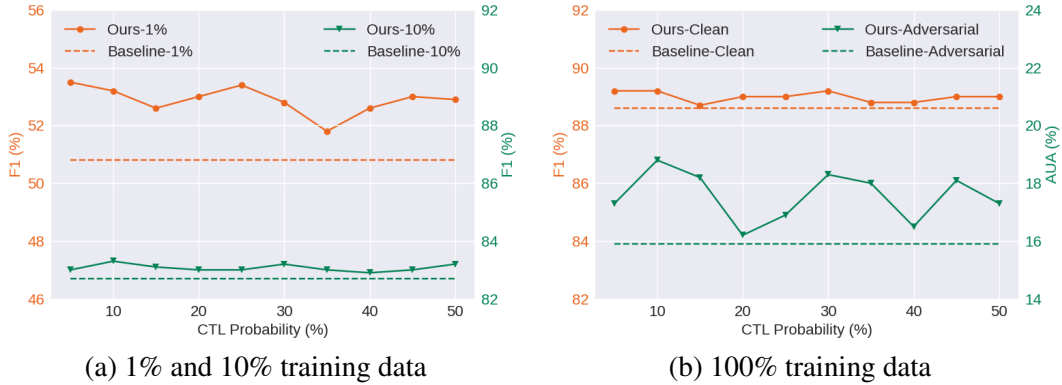 56
54
52
50
48
46
F1 (%)
Ours-1%
Baseline-1%
Ours-10%
Baseline-10%
92
90
88
86
84
82
F1 (%)
10 20 30 40 50
CTL Probability (%)
(a) 1% and 10% training data
92
90
88
86
84
82
F1 (%)
Ours-Clean
Baseline-Clean
Ours-Adversarial
Baseline-Adversarial
24
22
20
18
16
14
AUA (%)
10 20 30 40 50
CTL Probability (%)
(b) 100% training data